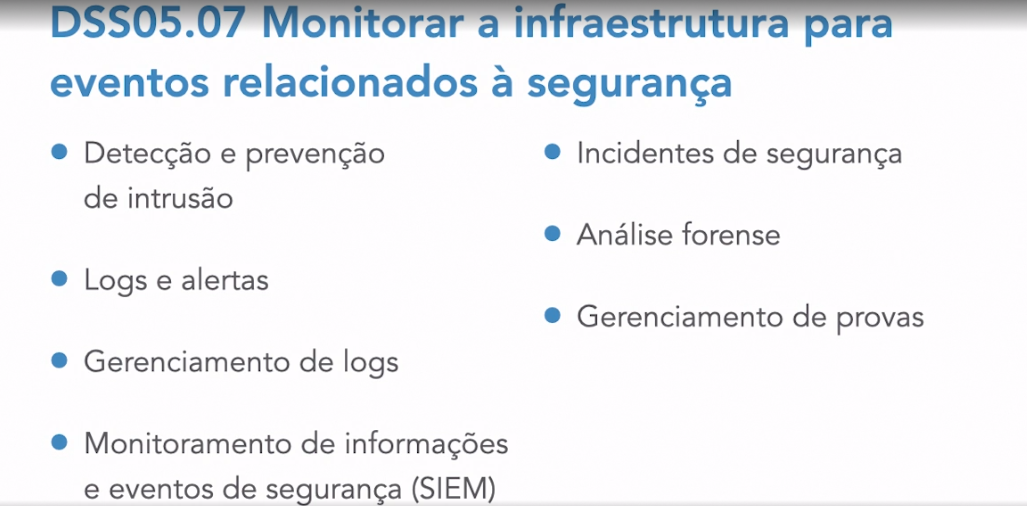 DSS05.07 Monitorar a infraestrutura para
eventos relacionados à segurança
Detecção e prevenção
de intrusão
Logs e alertas
Gerenciamento de logs
Monitoramento de informações
e eventos de segurança (SIEM)
Incidentes de segurança
Análise forense
Gerenciamento de provas